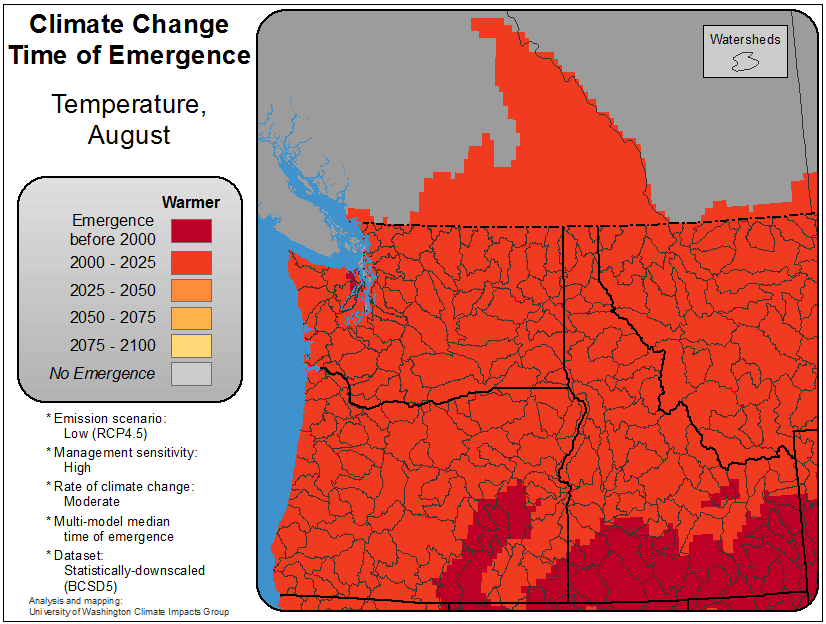 Climate Change
Time of Emergence
Temperature,
August
Warmer
Emergence
before 2000
2000 - 2025
2025 - 2050
2050 - 2075
2075 - 2100
No Emergence
* Emission scenario:
Low (RCP4.5)
* Management sensitivity:
High
* Rate of climate change:
Moderate
* Multi-model median
time of emergence
* Dataset:
Statistically-downscaled
(BCSD5)
Analysis and mapping:
University of Washington Climate Impacts Group
Watersheds